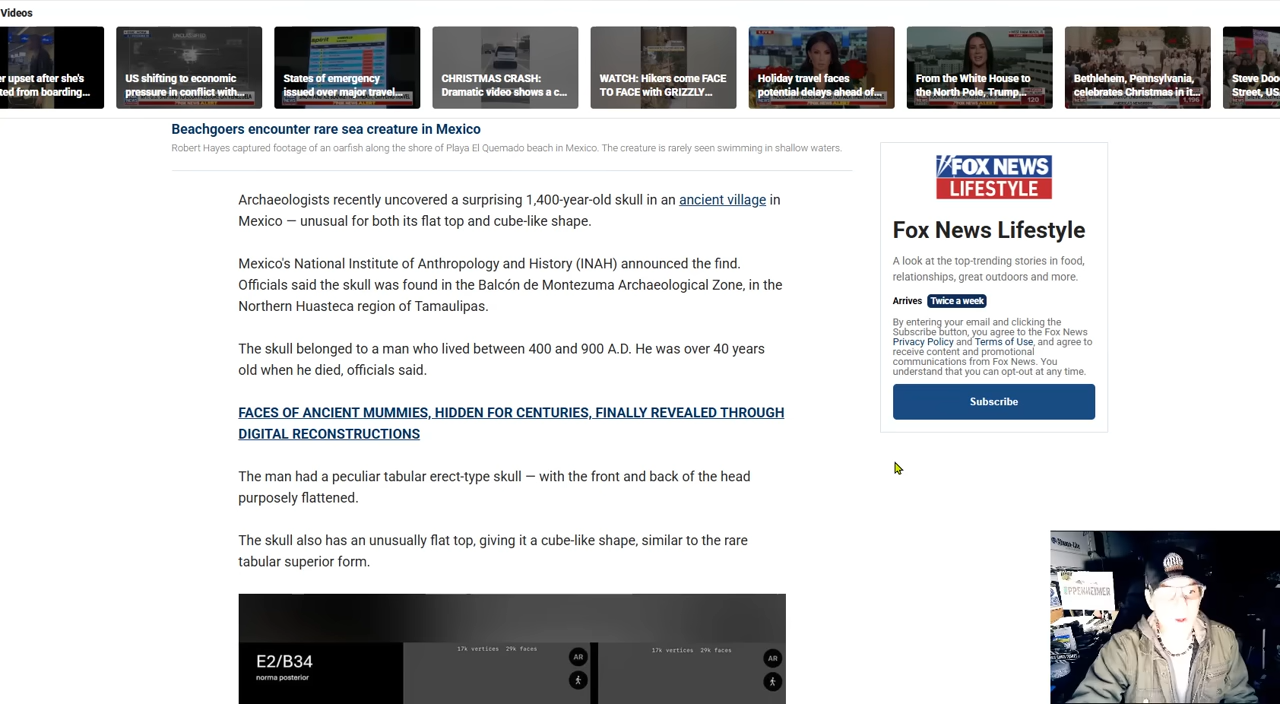 Videos
r upset after she's
ted from boarding...
US shifting to economic
pressure in conflict with...
States of emergency
issued over major travel...
CHRISTMAS CRASH:
Dramatic video shows a c...
WATCH: Hikers come FACE
TO FACE with GRIZZLY...
Holiday travel faces
potential delays ahead of...
From the White House to
the North Pole, Trump...
Bethlehem, Pennsylvania,
celebrates Christmas in it...
Steve Doo
Street, US
Beachgoers encounter rare sea creature in Mexico
Robert Hayes captured footage of an oarfish along the shore of Playa El Quemado beach in Mexico. The creature is rarely seen swimming in shallow waters.
Archaeologists recently uncovered a surprising 1,400-year-old skull in an ancient village in
Mexico — unusual for both its flat top and cube-like shape.
Mexico's National Institute of Anthropology and History (INAH) announced the find.
Officials said the skull was found in the Balcón de Montezuma Archaeological Zone, in the
Northern Huasteca region of Tamaulipas.
The skull belonged to a man who lived between 400 and 900 A.D. He was over 40 years
old when he died, officials said.
FACES OF ANCIENT MUMMIES, HIDDEN FOR CENTURIES, FINALLY REVEALED THROUGH
DIGITAL RECONSTRUCTIONS
The man had a peculiar tabular erect-type skull — with the front and back of the head
purposely flattened.
The skull also has an unusually flat top, giving it a cube-like shape, similar to the rare
tabular superior form.
E2/B34
norma posterior
17k vertices 29k faces
AR
17k vertices 29k faces
AR
FOX NEWS
LIFESTYLE
Fox News Lifestyle
A look at the top-trending stories in food,
relationships, great outdoors and more.
Arrives Twice a week
By entering your email and clicking the
Subscribe button, you agree to the Fox News
Privacy Policy and Terms of Use, and agree to
receive content and promotional
communications from Fox News. You
understand that you can opt-out at any time.
Subscribe
OPPENHEIMER